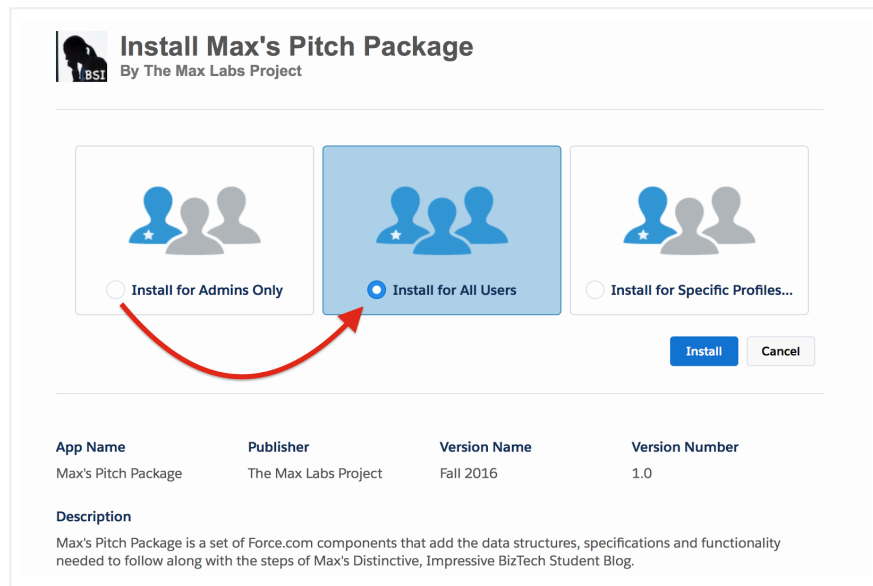 Install Max's Pitch Package
By The Max Labs Project
BSI
Install for Admins Only
Install for All Users
Install for Specific Profiles...
Install
Cancel
App Name
Publisher
Version Name
Version Number
Max's Pitch Package
The Max Labs Project
Fall 2016
1.0
Description
Max's Pitch Package is a set of Force.com components that add the data structures, specifications and functionality
needed to follow along with the steps of Max's Distinctive, Impressive BizTech Student Blog.